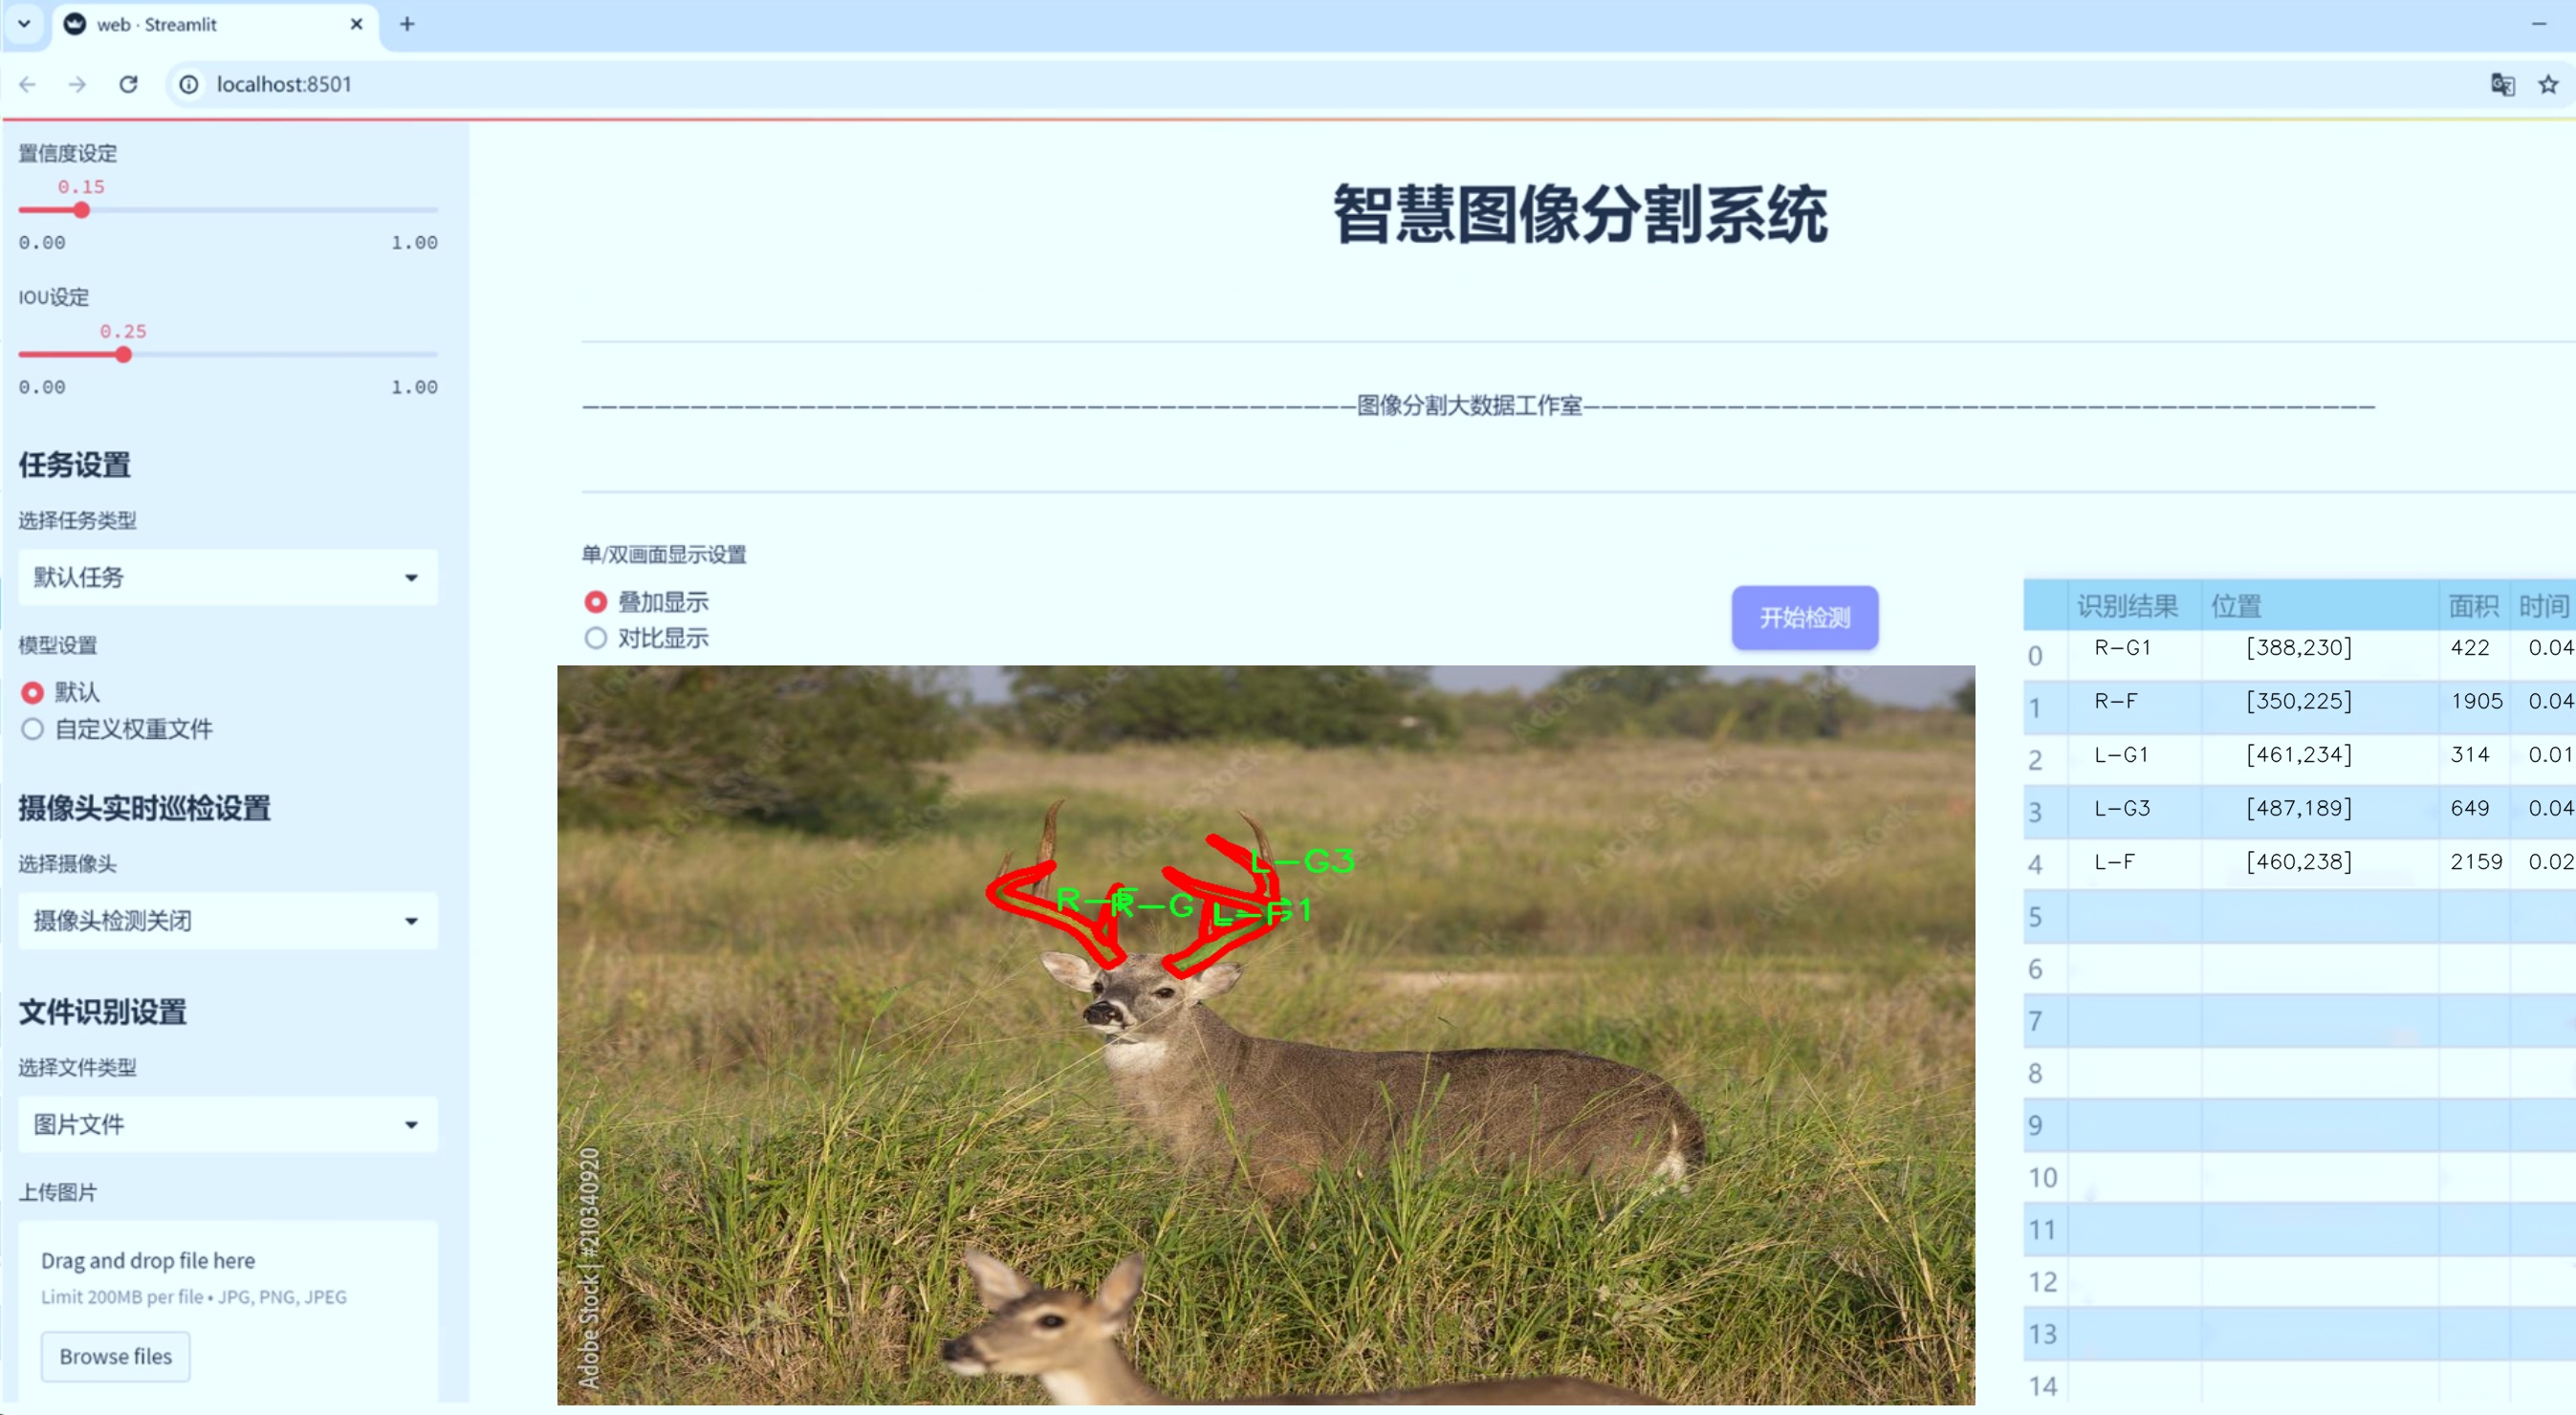 web · Streamlit
localhost:8501
置信度设定
0.15
0.00 1.00
IOU设定
0.25
0.00 1.00
任务设置
选择任务类型
默认任务
模型设置
默认
自定义权重文件
摄像头实时巡检设置
选择摄像头
摄像头检测关闭
文件识别设置
选择文件类型
图片文件
上传图片
Drag and drop file here
Limit 200MB per file • JPG, PNG, JPEG
Browse files
智慧图像分割系统
图像分割大数据工作室
单/双画面显示设置
叠加显示
对比显示
开始检测
L-G3
Adobe Stock | #2103340920
识别结果 位置 面积 时间
0 R-G1 [388,230] 422 0.04
1 R-F [350,225] 1905 0.04
2 L-G1 [461,234] 314 0.01
3 L-G3 [487,189] 649 0.04
4 L-F [460,238] 2159 0.02
5
6
7
8
9
10
11
12
13
14